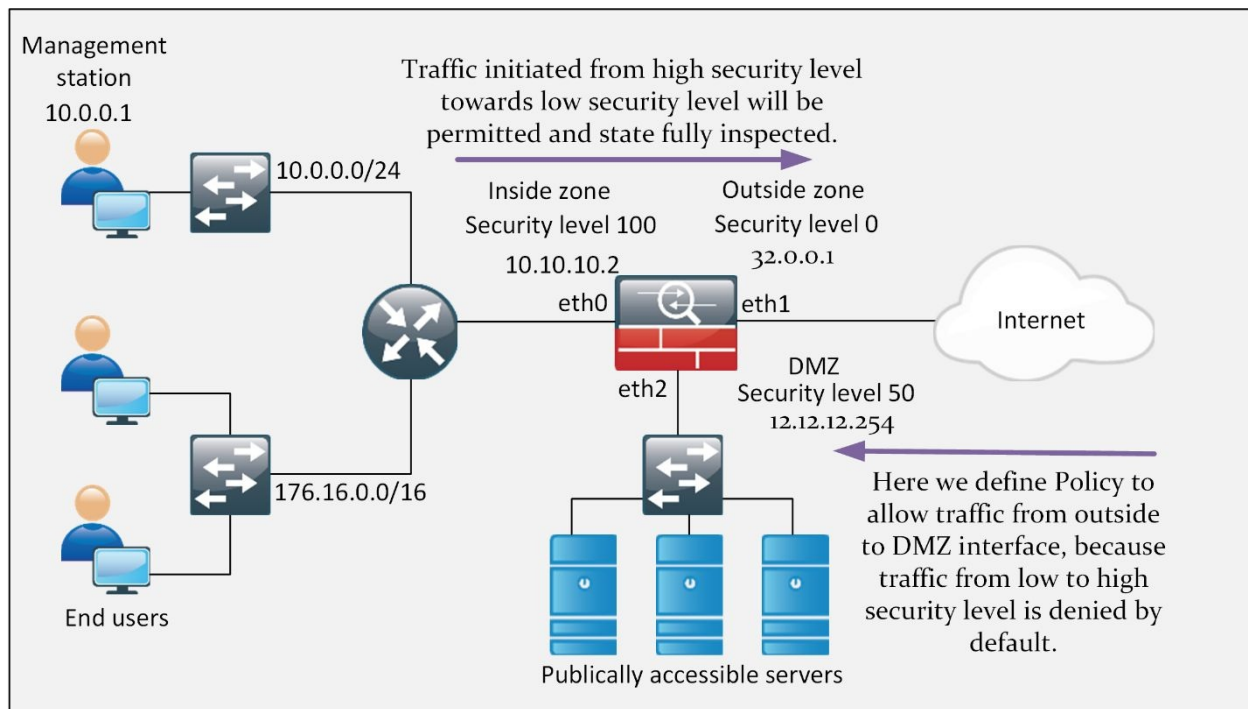 Management
station
10.0.0.1
Traffic initiated from high security level
towards low security level will be
permitted and state fully inspected.
10.0.0.0/24
Inside zone
Security level 100
10.10.10.2
Outside zone
Security level 0
32.0.0.1
eth0
eth1
Internet
eth2
DMZ
Security level 50
12.12.12.254
176.16.0.0/16
Here we define Policy to
allow traffic from outside
to DMZ interface, because
traffic from low to high
security level is denied by
default.
End users
Publically accessible servers